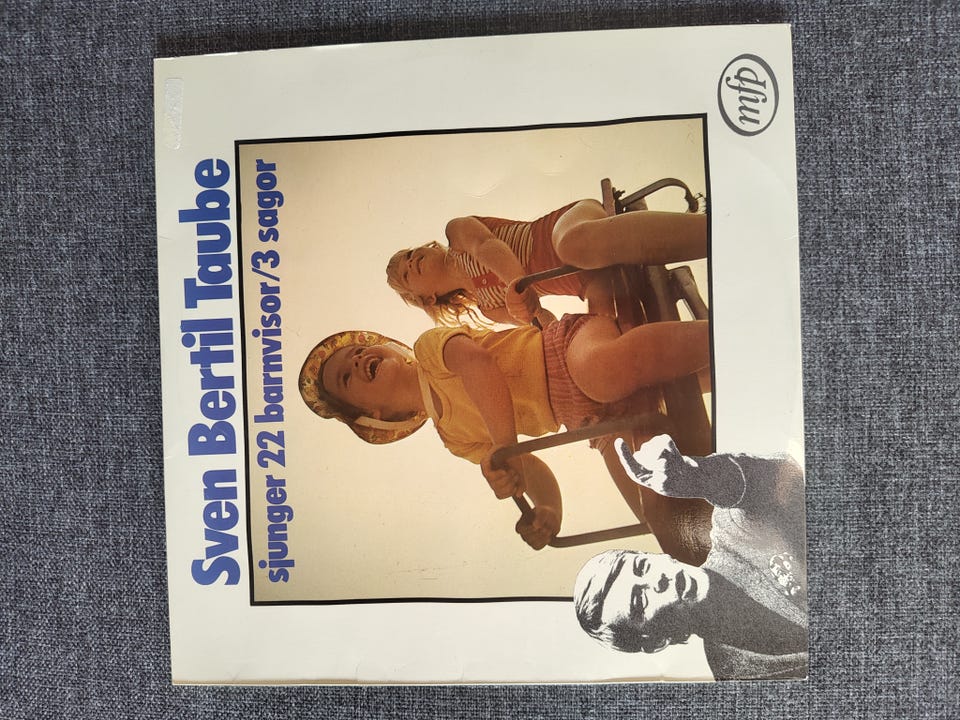 Sven Bertil Taube
sjunger 22 barnvisor/3 sagor
mfp